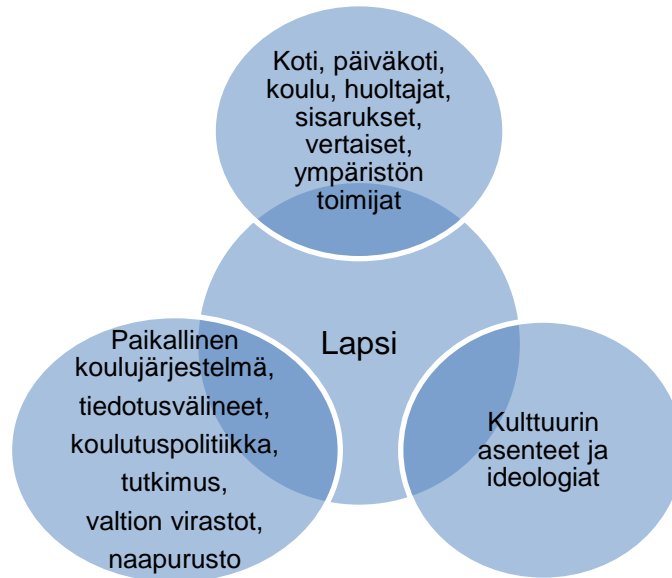 Koti, päiväkoti,
koulu, huoltajat,
sisarukset,
vertaiset,
ympäristön
toimijat
Lapsi
Paikallinen
koulujärjestelmä,
tiedotusvälineet,
koulutuspolitiikka,
tutkimus,
valtion virastot,
naapurusto
Kulttuurin
asenteet ja
ideologiat